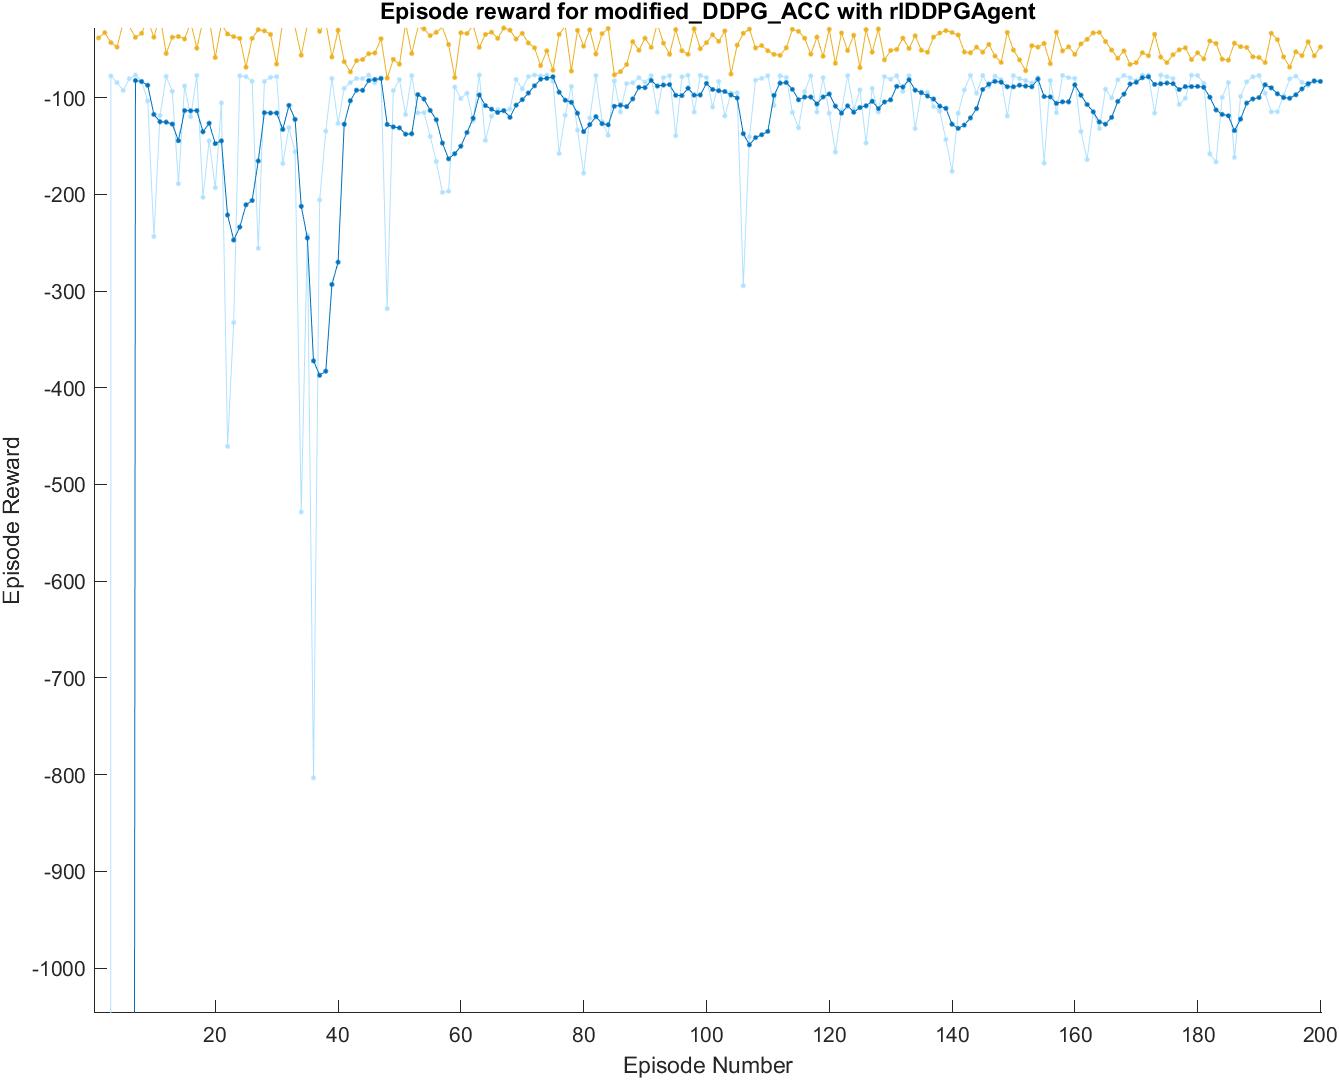 Episode reward for modified_DDPG_ACC with rlDDPGAgent
Episode Reward
-100
-200
-300
-400
-500
-600
-700
-800
-900
-1000
20 40 60 80 100 120 140 160 180 200
Episode Number